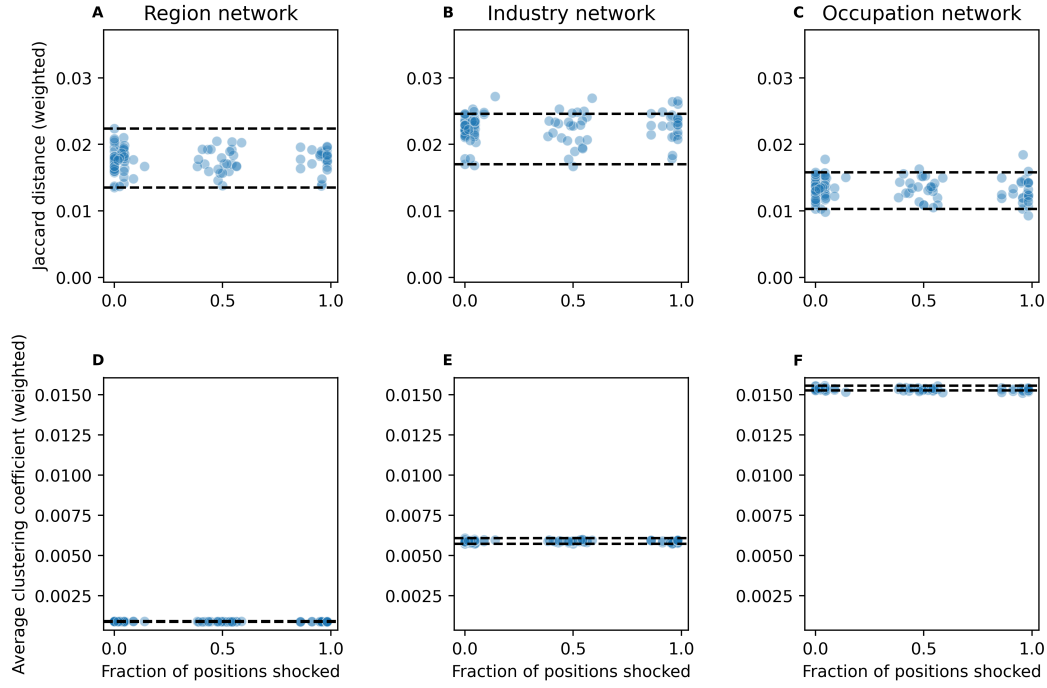 A Region network
B Industry network
C Occupation network
Jaccard distance (weighted)
0.03
0.02
0.01
0.00
0.0 0.5 1.0
0.03
0.02
0.01
0.00
0.0 0.5 1.0
0.03
0.02
0.01
0.00
0.0 0.5 1.0
D
E
F
Average clustering coefficient (weighted)
0.0150
0.0125
0.0100
0.0075
0.0050
0.0025
0.0 0.5 1.0
Fraction of positions shocked
0.0150
0.0125
0.0100
0.0075
0.0050
0.0025
0.0 0.5 1.0
Fraction of positions shocked
0.0150
0.0125
0.0100
0.0075
0.0050
0.0025
0.0 0.5 1.0
Fraction of positions shocked